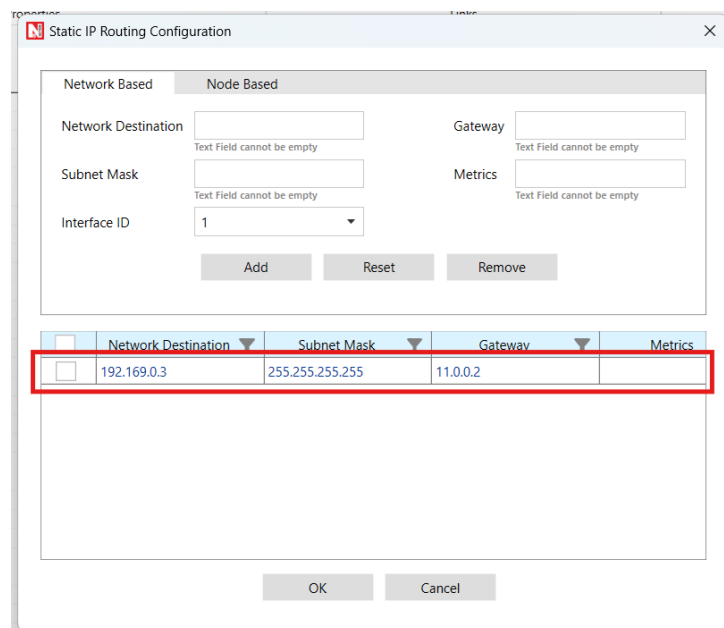 Static IP Routing Configuration
Network Based Node Based
Network Destination Gateway
Text Field cannot be empty Text Field cannot be empty
Subnet Mask Metrics
Text Field cannot be empty Text Field cannot be empty
Interface ID 1
Add Reset Remove
Network Destination Subnet Mask Gateway Metrics
192.169.0.3 255.255.255.255 11.0.0.2
OK Cancel